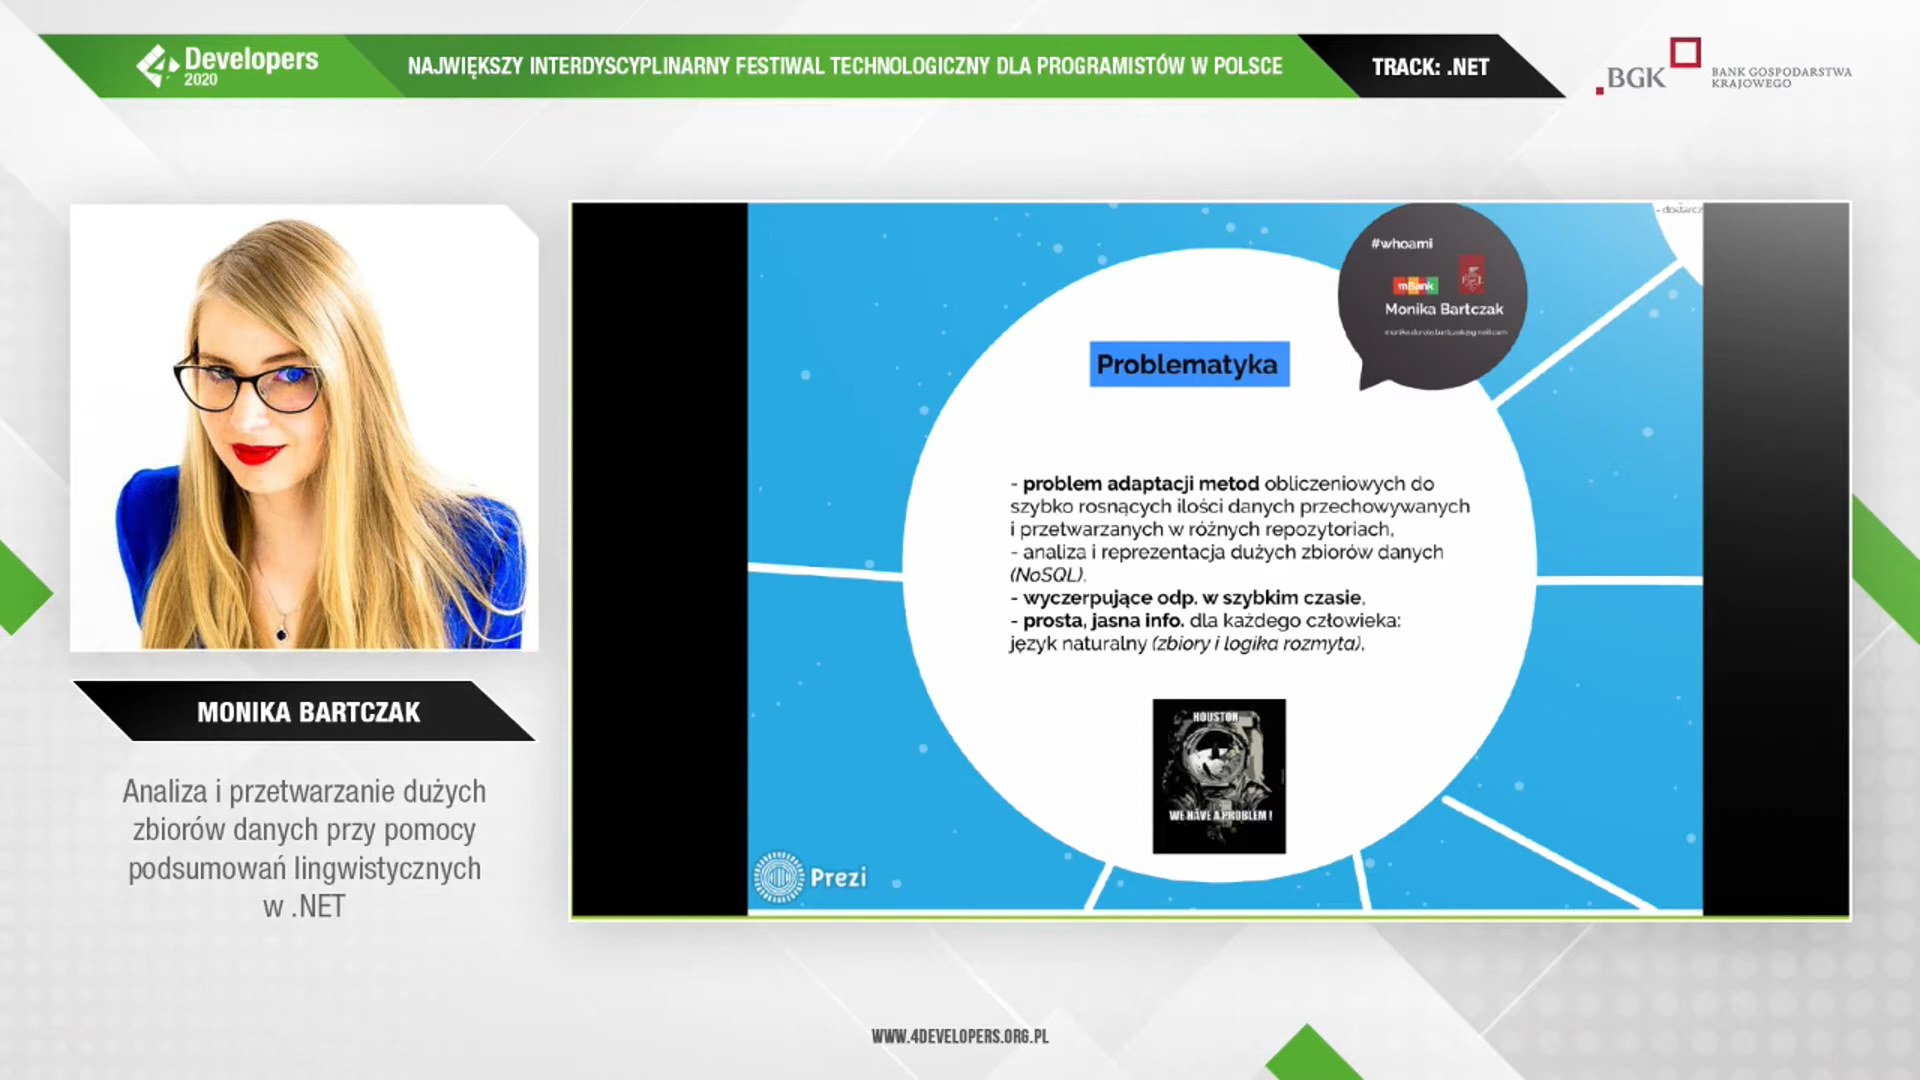 4Developers
2020
NAJWIĘKSZY INTERDYSCYPLINARNY FESTIWAL TECHNOLOGICZNY DLA PROGRAMISTÓW W POLSCE
TRACK: .NET
BGK
BANK GOSPODARSTWA
KRAJOWEGO
MONIKA BARTCZAK
Analiza i przetwarzanie dużych
zbiorów danych przy pomocy
podsumowań lingwistycznych
w .NET
#whoami
mBank
Monika Bartczak
Problematyka
- problem adaptacji metod obliczeniowych do
szybko rosnących ilości danych przechowywanych
i przetwarzanych w różnych repozytoriach,
- analiza i reprezentacja dużych zbiorów danych
(NoSQL),
- wyczerpujące odp. w szybkim czasie,
- prosta, jasna info. dla każdego człowieka:
język naturalny (zbiory i logika rozmyta),
HOUSTON
WE HAVE A PROBLEM !
Prezi
WWW.4DEVELOPERS.ORG.PL